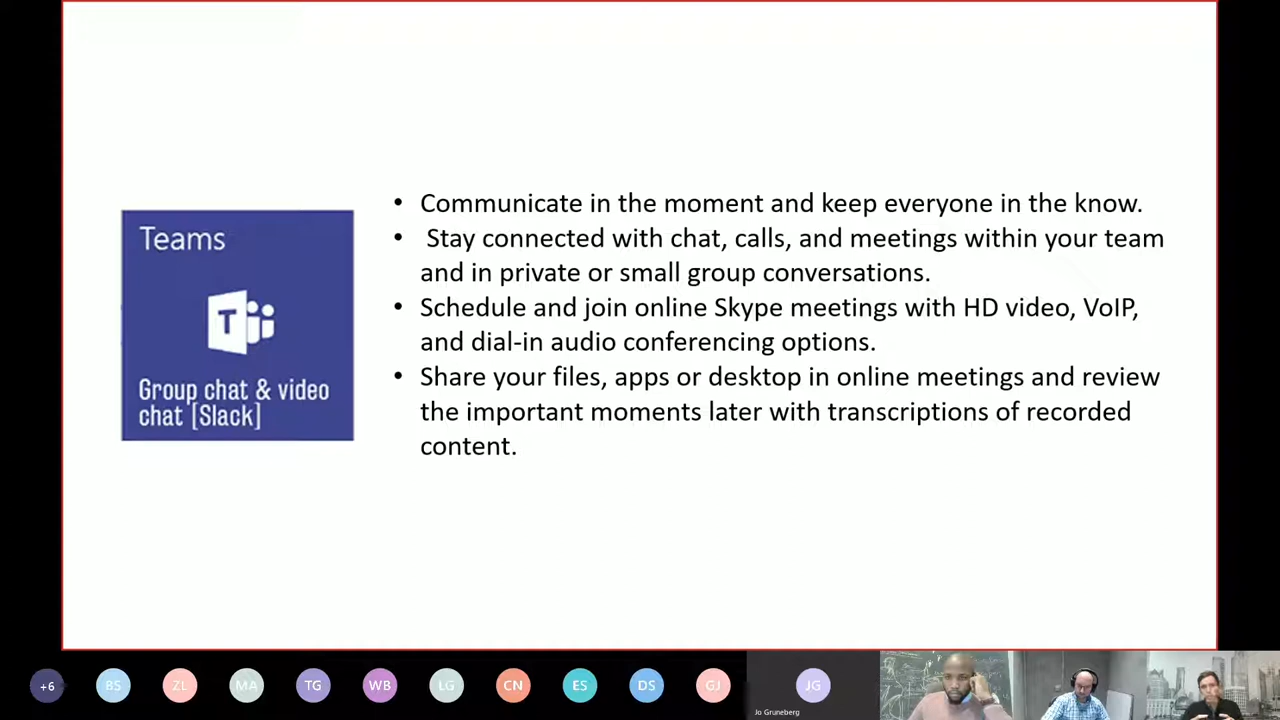 Teams
T
Group chat & video
chat [Slack]
• Communicate in the moment and keep everyone in the know.
• Stay connected with chat, calls, and meetings within your team
and in private or small group conversations.
• Schedule and join online Skype meetings with HD video, VoIP,
and dial-in audio conferencing options.
• Share your files, apps or desktop in online meetings and review
the important moments later with transcriptions of recorded
content.
+6 BS ZL MA TG WB LG CN ES DS GJ JG
Jo Gruneberg